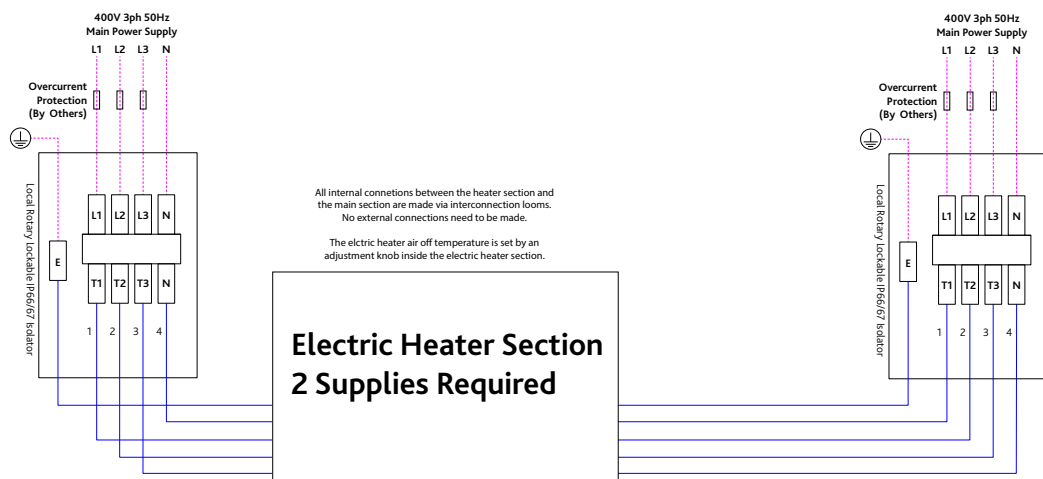 400V 3ph 50Hz
Main Power Supply
L1 L2 L3 N
Overcurrent
Protection
(By Others)
Local Rotary Lockable IP66/67 Isolator
L1 L2 L3 N
E
T1 T2 T3 N
1 2 3 4
All internal connetions between the heater section and
the main section are made via interconnection looms.
No external connections need to be made.
The elctric heater air off temperature is set by an
adjustment knob inside the electric heater section.
Electric Heater Section
2 Supplies Required
400V 3ph 50Hz
Main Power Supply
L1 L2 L3 N
Overcurrent
Protection
(By Others)
Local Rotary Lockable IP66/67 Isolator
L1 L2 L3 N
E
T1 T2 T3 N
1 2 3 4